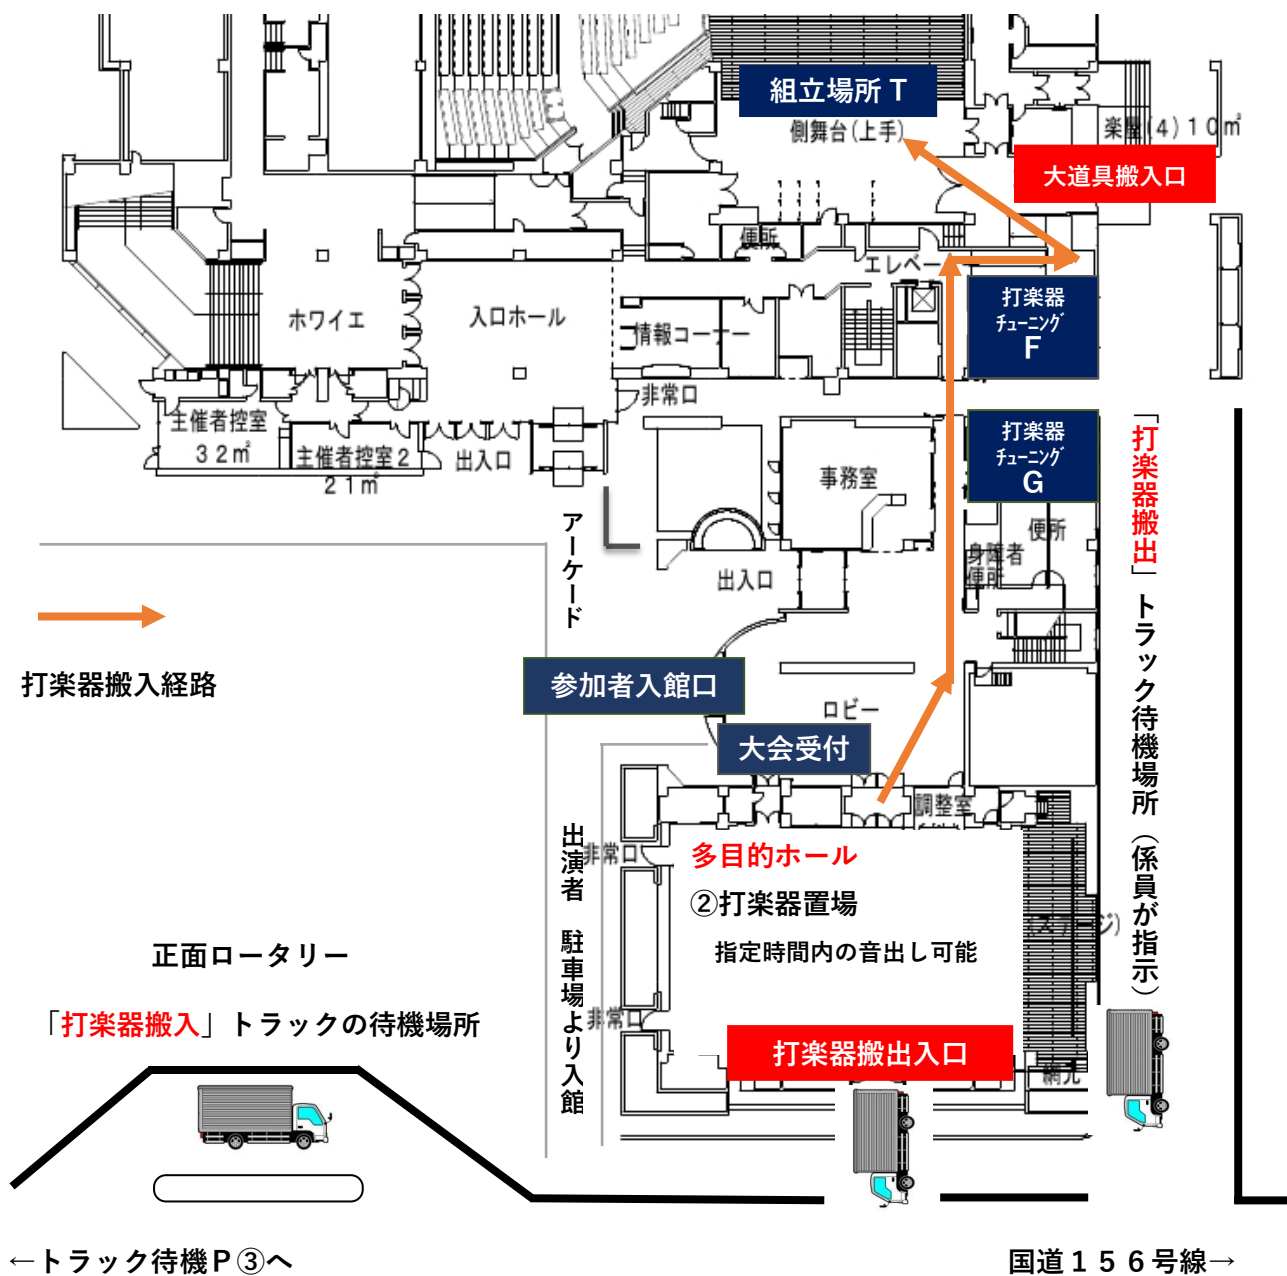 組立場所 T
側舞台(上手)
楽屋(4)10㎡
大道具搬入口
便所
エレベー
打楽器
チューニング
F
ホワイエ
入口ホール
情報コーナー
非常口
主催者控室
32㎡
主催者控室2
21㎡
出入口
打楽器
チューニング
G
事務室
便所
身障者
便所
アーケード
出入口
「打楽器搬出」トラック待機場所（係員が指示）
打楽器搬入経路
参加者入館口
ロビー
大会受付
調整室
出演者　駐車場より入館
非常口
多目的ホール
②打楽器置場
指定時間内の音出し可能
(ステージ)
正面ロータリー
「打楽器搬入」トラックの待機場所
非常口
打楽器搬出入口
←トラック待機Ｐ③へ
国道１５６号線→